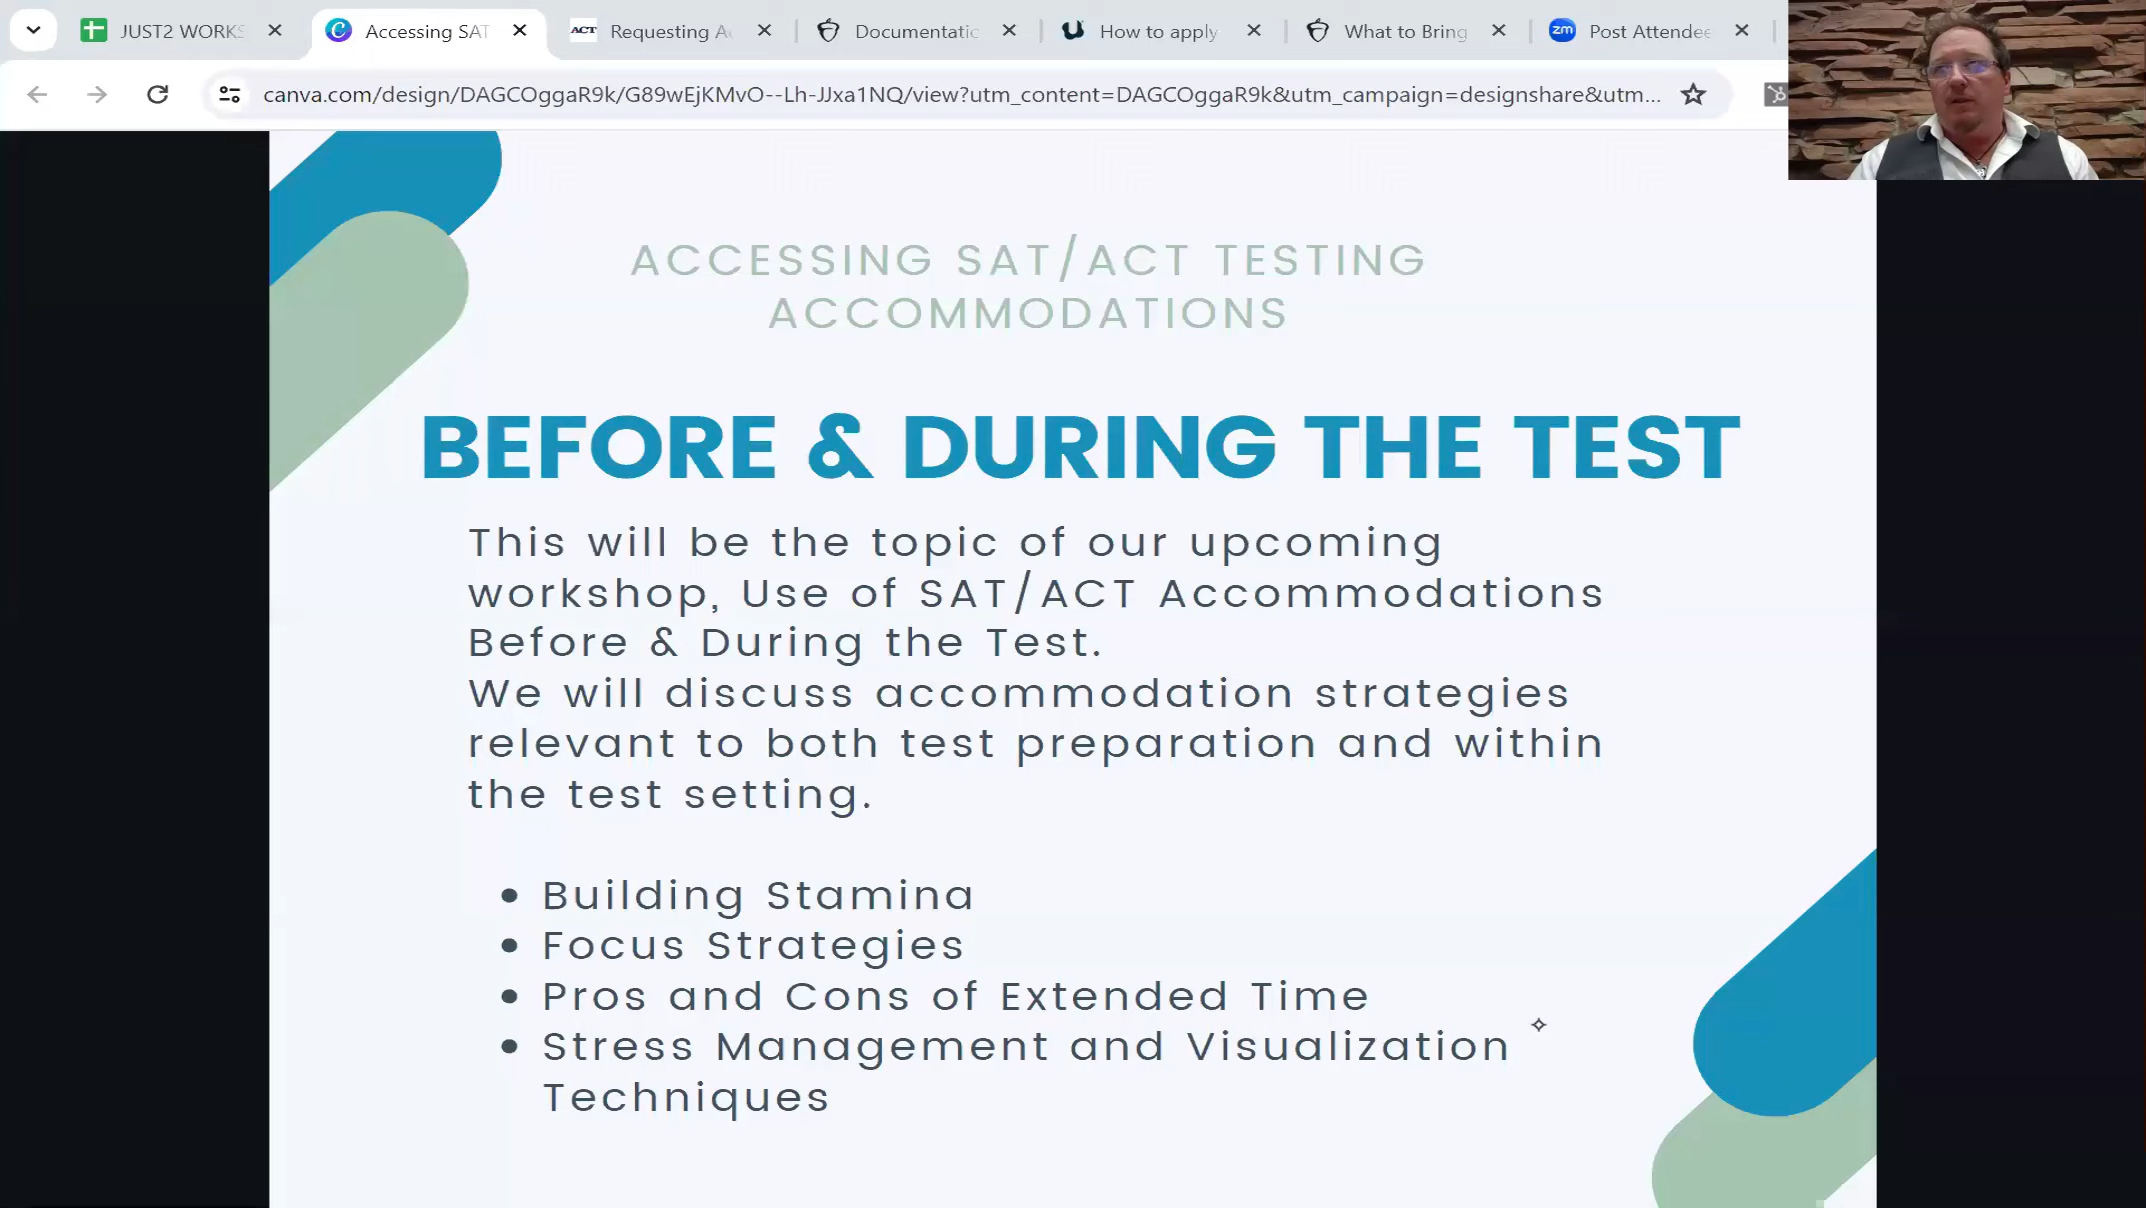 JUST2 WORKS
Accessing SAT
ACT
Requesting Ac
Documentatic
How to apply
What to Bring
zm
Post Attendee
canva.com/design/DAGCOggaR9k/G89wEjKMvO--Lh-JJxa1NQ/view?utm_content=DAGCOggaR9k&utm_campaign=designshare&utm...
ACCESSING SAT/ACT TESTING
ACCOMMODATIONS
BEFORE & DURING THE TEST
This will be the topic of our upcoming
workshop, Use of SAT/ACT Accommodations
Before & During the Test.
We will discuss accommodation strategies
relevant to both test preparation and within
the test setting.
• Building Stamina
• Focus Strategies
• Pros and Cons of Extended Time
• Stress Management and Visualization
Techniques